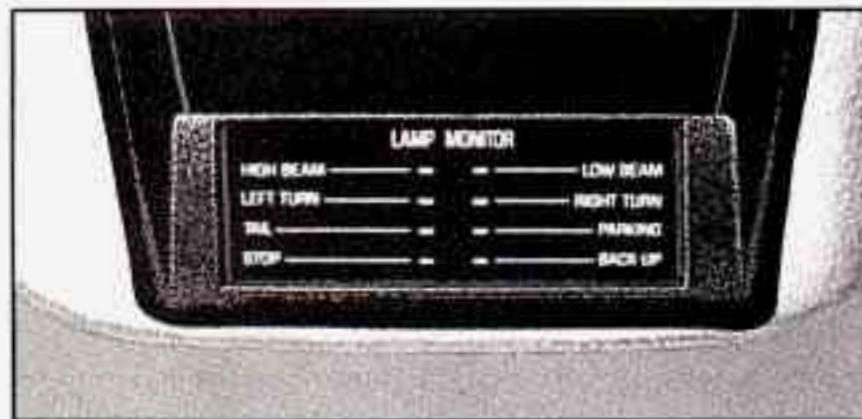 LAMP MONITOR
HIGH BEAM LOW BEAM
LEFT TURN RIGHT TURN
TAIL PARKING
STOP BACK UP